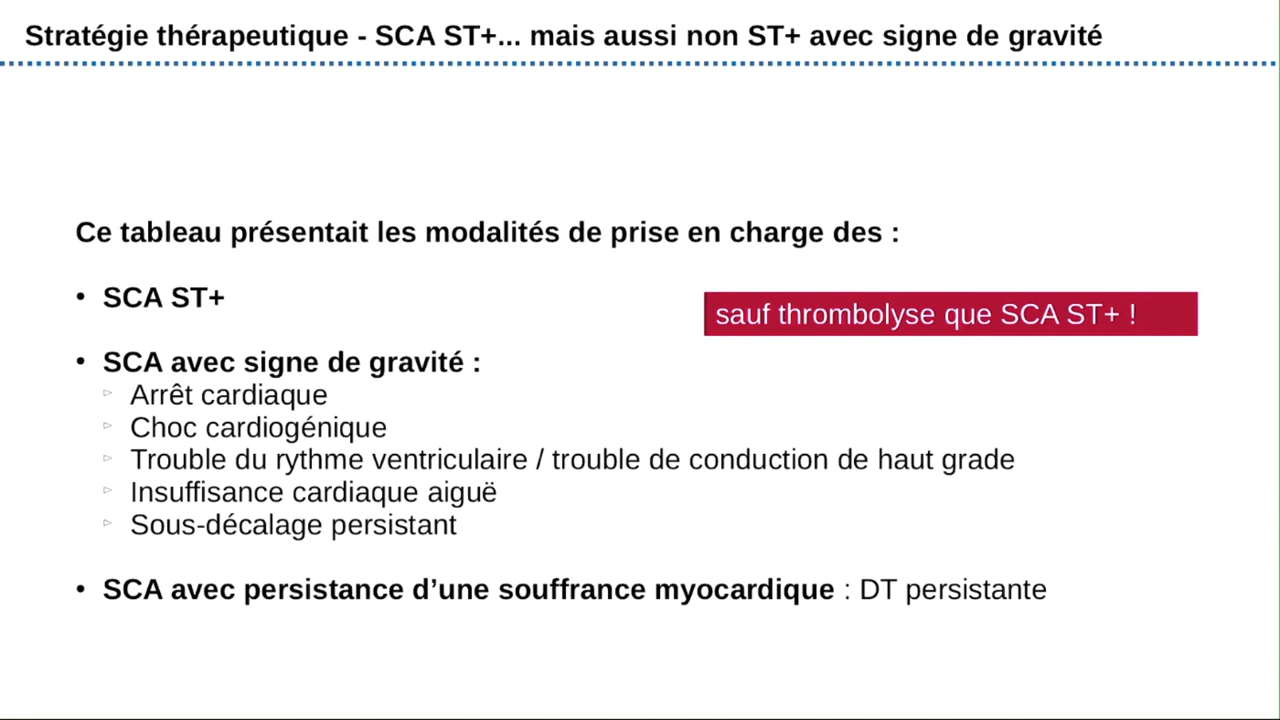 Stratégie thérapeutique - SCA ST+... mais aussi non ST+ avec signe de gravité
Ce tableau présentait les modalités de prise en charge des :
• SCA ST+
sauf thrombolyse que SCA ST+ !
• SCA avec signe de gravité :
▹ Arrêt cardiaque
▹ Choc cardiogénique
▹ Trouble du rythme ventriculaire / trouble de conduction de haut grade
▹ Insuffisance cardiaque aiguë
▹ Sous-décalage persistant
• SCA avec persistance d’une souffrance myocardique : DT persistante